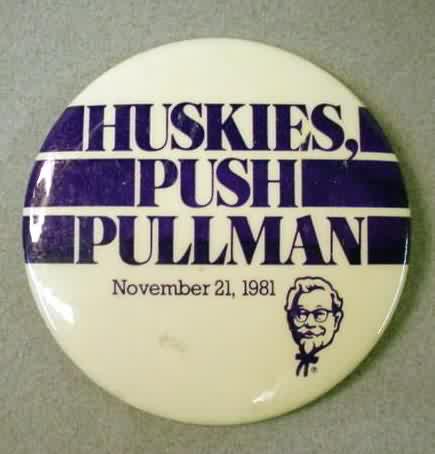 HUSKIES,
PUSH
PULLMAN
November 21, 1981
®